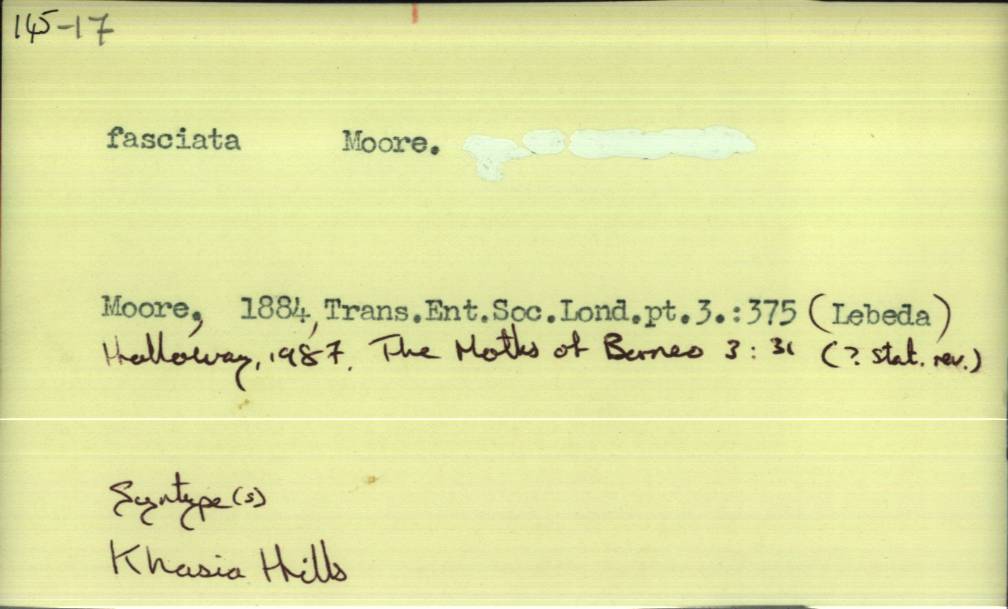 145-17
fasciata Moore.
Moore, 1884, Trans.Ent.Soc.Lond.pt.3.:375 (Lebeda)
Holloway, 1987. The Moths of Borneo 3: 31 (? stat. rev.)
Syntype(s)
Khasia Hills